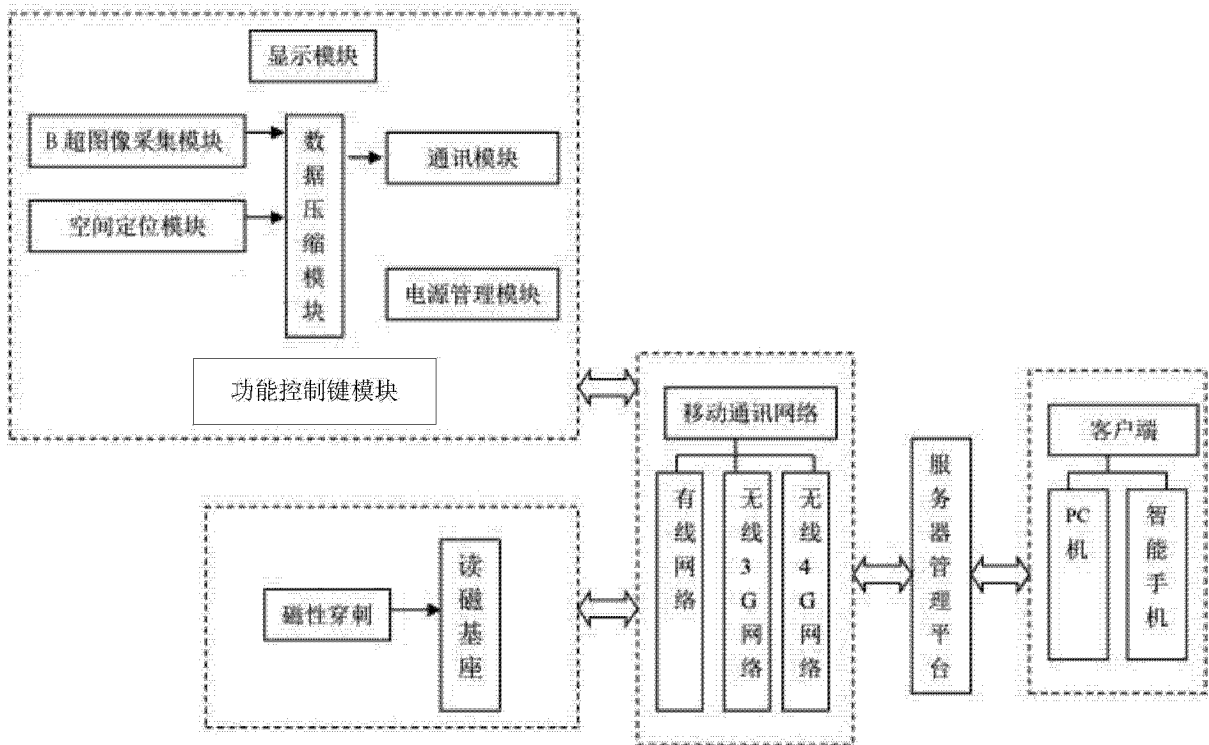 显示模块
B 超图像采集模块
空间定位模块
数据压缩模块
通讯模块
电源管理模块
功能控制键模块
磁性穿刺
读磁基座
移动通讯网络
有线网络
无线3G网络
无线4G网络
服务器管理平台
客户端
PC机
智能手机